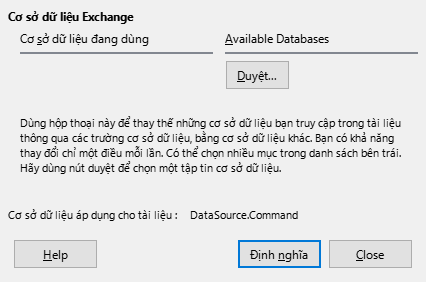 Cơ sở dữ liệu Exchange
Cơ sở dữ liệu đang dùng
Available Databases
Duyệt...
Dùng hộp thoại này để thay thế những cơ sở dữ liệu bạn truy cập trong tài liệu
thông qua các trường cơ sở dữ liệu, bằng cơ sở dữ liệu khác. Bạn có khả năng
thay đổi chỉ một điều mỗi lần. Có thể chọn nhiều mục trong danh sách bên trái.
Hãy dùng nút duyệt để chọn một tập tin cơ sở dữ liệu.
Cơ sở dữ liệu áp dụng cho tài liệu : DataSource.Command
Help
Định nghĩa
Close